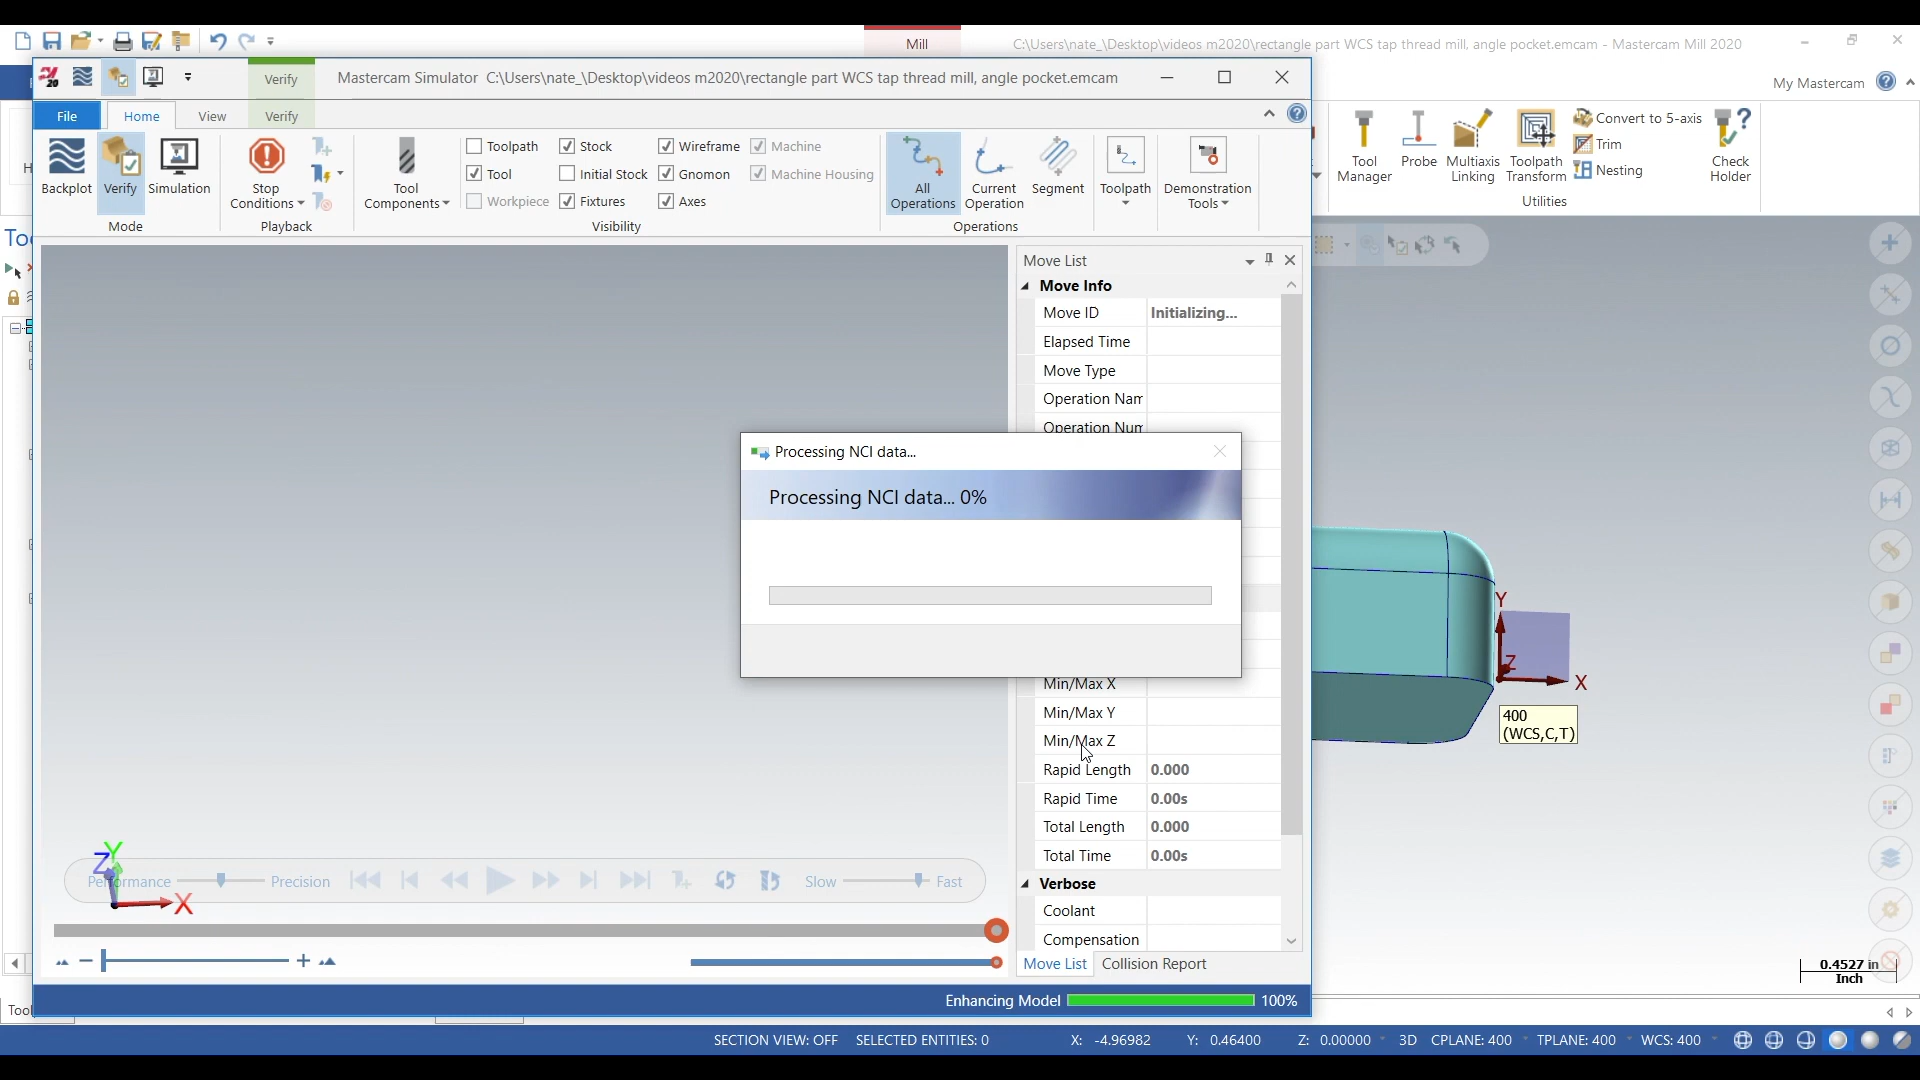 Mill
C:\Users\nate_\Desktop\videos m2020\rectangle part WCS tap thread mill, angle pocket.emcam - Mastercam Mill 2020
Verify
Mastercam Simulator C:\Users\nate_\Desktop\videos m2020\rectangle part WCS tap thread mill, angle pocket.emcam
My Mastercam
File
Home
View
Verify
Backplot
Verify
Simulation
Mode
Stop
Conditions
Playback
Tool
Components
Toolpath
Stock
Wireframe
Machine
Tool
Initial Stock
Gnomon
Machine Housing
Workpiece
Fixtures
Axes
Visibility
All
Operations
Current
Operation
Segment
Operations
Toolpath
Demonstration
Tools
Tool
Manager
Probe
Multiaxis
Linking
Toolpath
Transform
Convert to 5-axis
Trim
Nesting
Utilities
Check
Holder
Move List
Move Info
Move ID Initializing...
Elapsed Time
Move Type
Operation Nam
Operation Num
Processing NCI data...
Processing NCI data... 0%
Min/Max X
Min/Max Y
Min/Max Z
Rapid Length 0.000
Rapid Time 0.00s
Total Length 0.000
Total Time 0.00s
Verbose
Coolant
Compensation
Move List
Collision Report
Y
Z
X
400
(WCS,C,T)
Y
Z
X
Performance
Precision
Slow
Fast
0.4527 in
Inch
Enhancing Model 100%
SECTION VIEW: OFF SELECTED ENTITIES: 0 X: -4.96982 Y: 0.46400 Z: 0.00000 3D CPLANE: 400 TPLANE: 400 WCS: 400